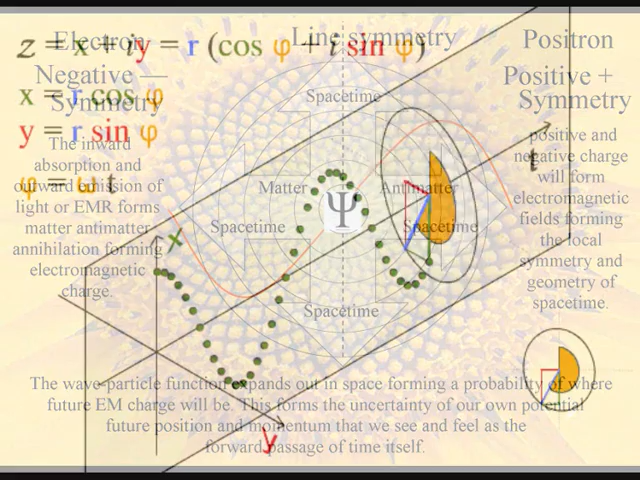 z = x + iy = r (cos φ + i sin φ)
x = r cos φ
y = r sin φ
φ = ω t
Electron
Negative —
Symmetry
The inward
absorption and
outward emission of
light or EMR forms
matter antimatter
annihilation forming
electromagnetic
charge.
Line symmetry
Spacetime
Matter
Antimatter
Spacetime
Spacetime
Ψ
Spacetime
Positron
Positive +
Symmetry
positive and
negative charge
will form
electromagnetic
fields forming
the local
symmetry and
geometry of
spacetime.
t
x
y
The wave-particle function expands out in space forming a probability of where
future EM charge will be. This forms the uncertainty of our own potential
future position and momentum that we see and feel as the
forward passage of time itself.